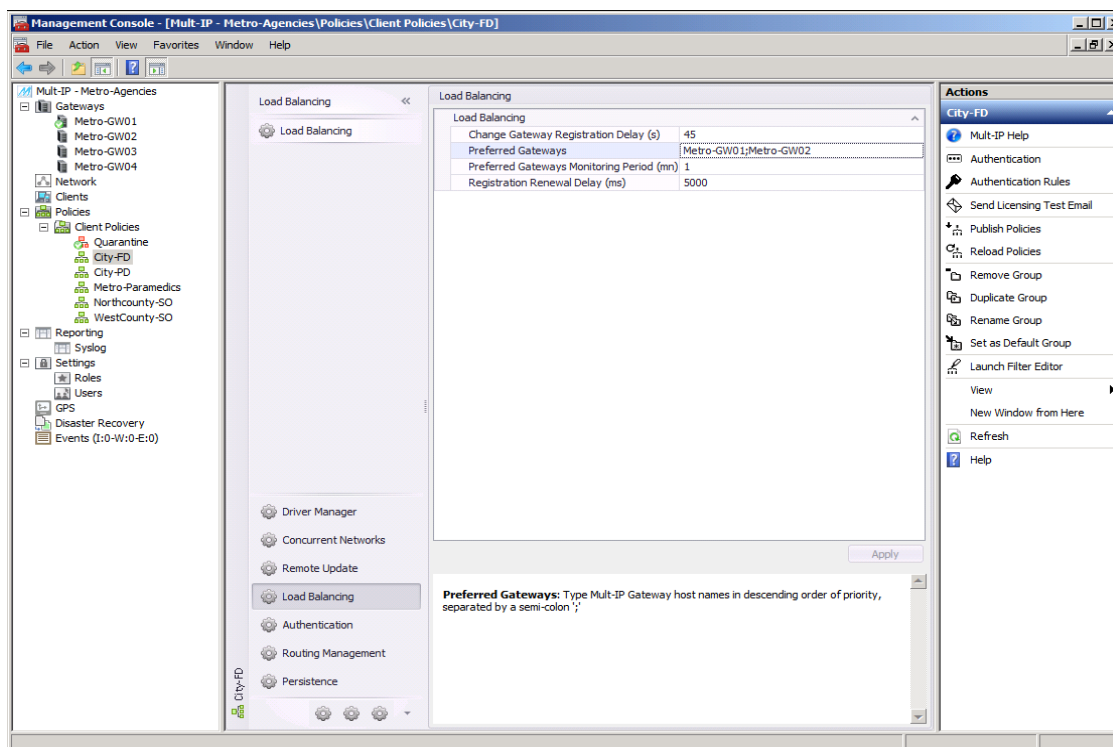 Management Console - [Mult-IP - Metro-Agencies\Policies\Client Policies\City-FD]
File Action View Favorites Window Help
Mult-IP - Metro-Agencies
Gateways
Metro-GW01
Metro-GW02
Metro-GW03
Metro-GW04
Network
Clients
Policies
Client Policies
Quarantine
City-FD
City-PD
Metro-Paramedics
Northcounty-SO
WestCounty-SO
Reporting
Syslog
Settings
Roles
Users
GPS
Disaster Recovery
Events (I:0-W:0-E:0)
City-FD
Load Balancing
Load Balancing
Driver Manager
Concurrent Networks
Remote Update
Load Balancing
Authentication
Routing Management
Persistence
Load Balancing
Load Balancing
Change Gateway Registration Delay (s) 45
Preferred Gateways Metro-GW01;Metro-GW02
Preferred Gateways Monitoring Period (mn) 1
Registration Renewal Delay (ms) 5000
Apply
Preferred Gateways: Type Mult-IP Gateway host names in descending order of priority,
separated by a semi-colon ';'
Actions
City-FD
Mult-IP Help
Authentication
Authentication Rules
Send Licensing Test Email
Publish Policies
Reload Policies
Remove Group
Duplicate Group
Rename Group
Set as Default Group
Launch Filter Editor
View
New Window from Here
Refresh
Help